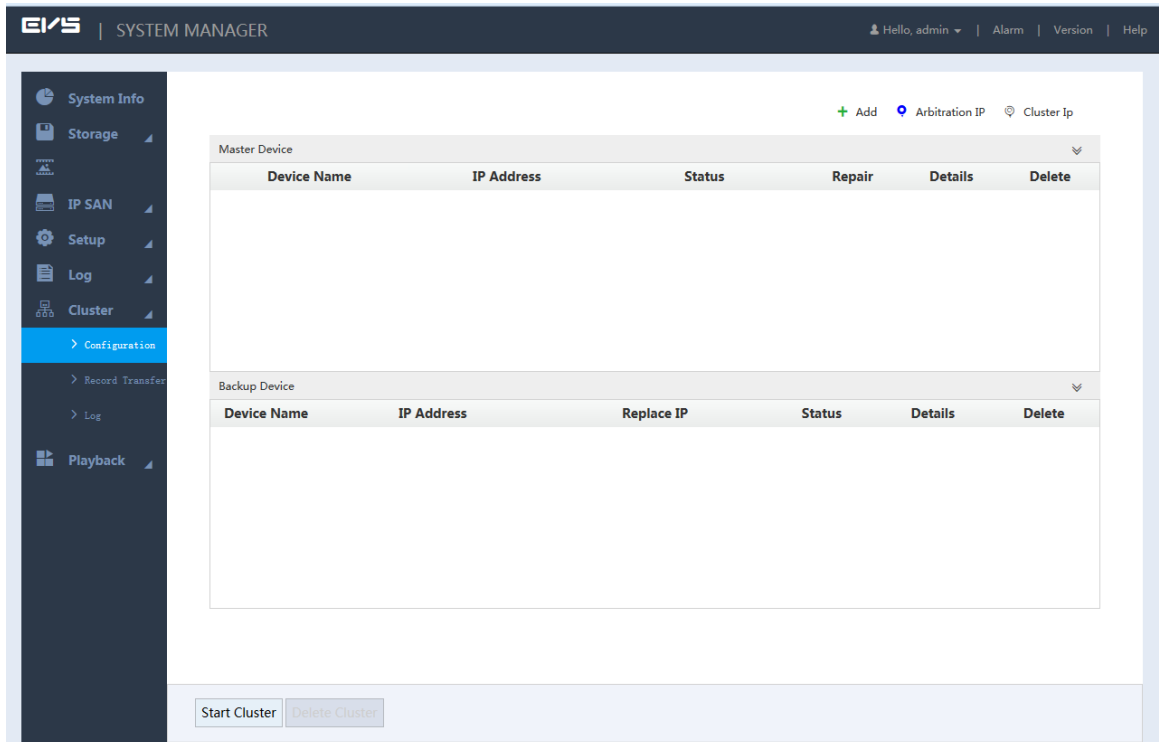 EVS | SYSTEM MANAGER
Hello, admin | Alarm | Version | Help
System Info
Storage
IP SAN
Setup
Log
Cluster
Configuration
Record Transfer
Log
Playback
Add Arbitration IP Cluster Ip
Master Device
Device Name IP Address Status Repair Details Delete
Backup Device
Device Name IP Address Replace IP Status Details Delete
Start Cluster Delete Cluster